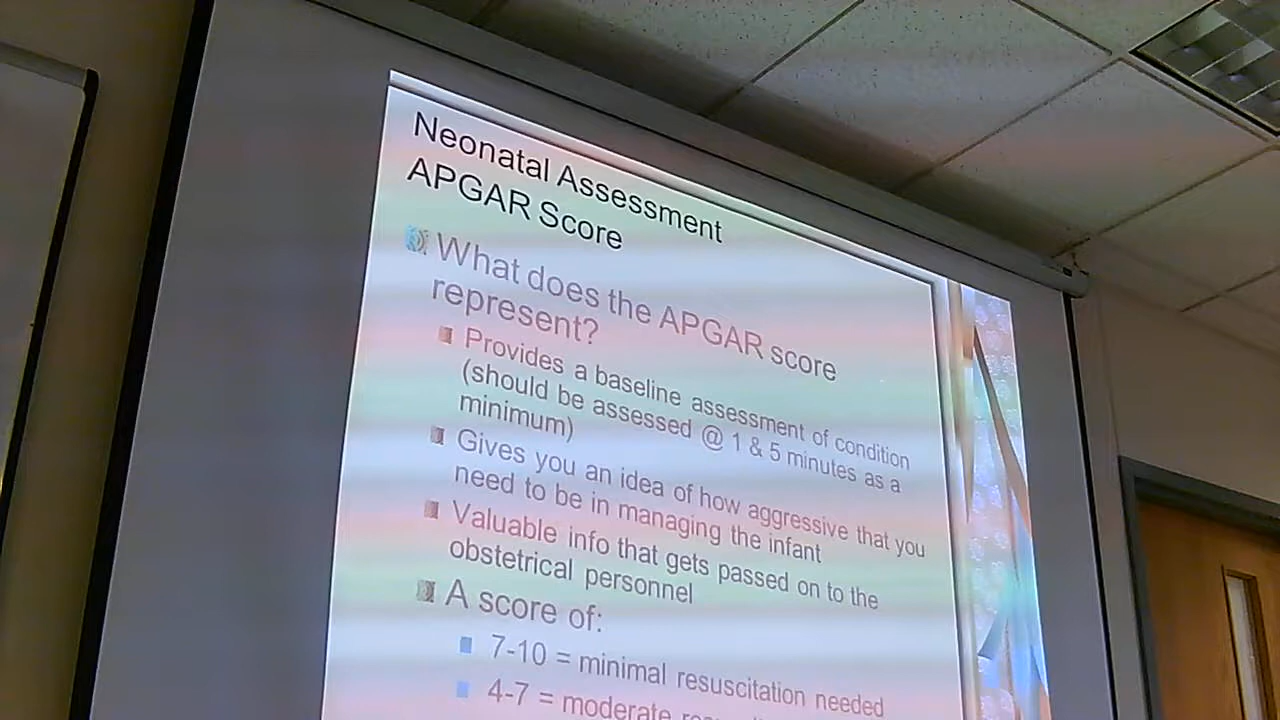 Neonatal Assessment
APGAR Score
What does the APGAR score
represent?
Provides a baseline assessment of condition
(should be assessed @ 1 & 5 minutes as a
minimum)
Gives you an idea of how aggressive that you
need to be in managing the infant
Valuable info that gets passed on to the
obstetrical personnel
A score of:
7-10 = minimal resuscitation needed
4-7 = moderate